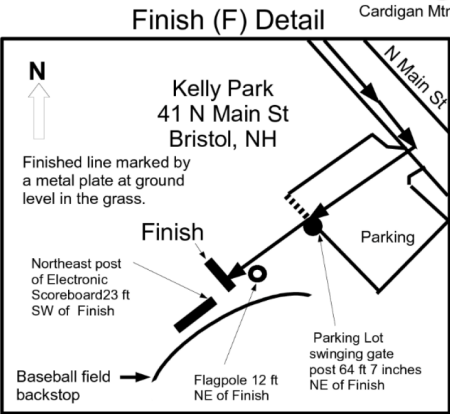 Finish (F) Detail
Cardigan Mtn
N
N Main St
Kelly Park
41 N Main St
Bristol, NH
Finished line marked by
a metal plate at ground
level in the grass.
Finish
Parking
Northeast post
of Electronic
Scoreboard23 ft
SW of Finish
Parking Lot
swinging gate
post 64 ft 7 inches
NE of Finish
Flagpole 12 ft
NE of Finish
Baseball field
backstop